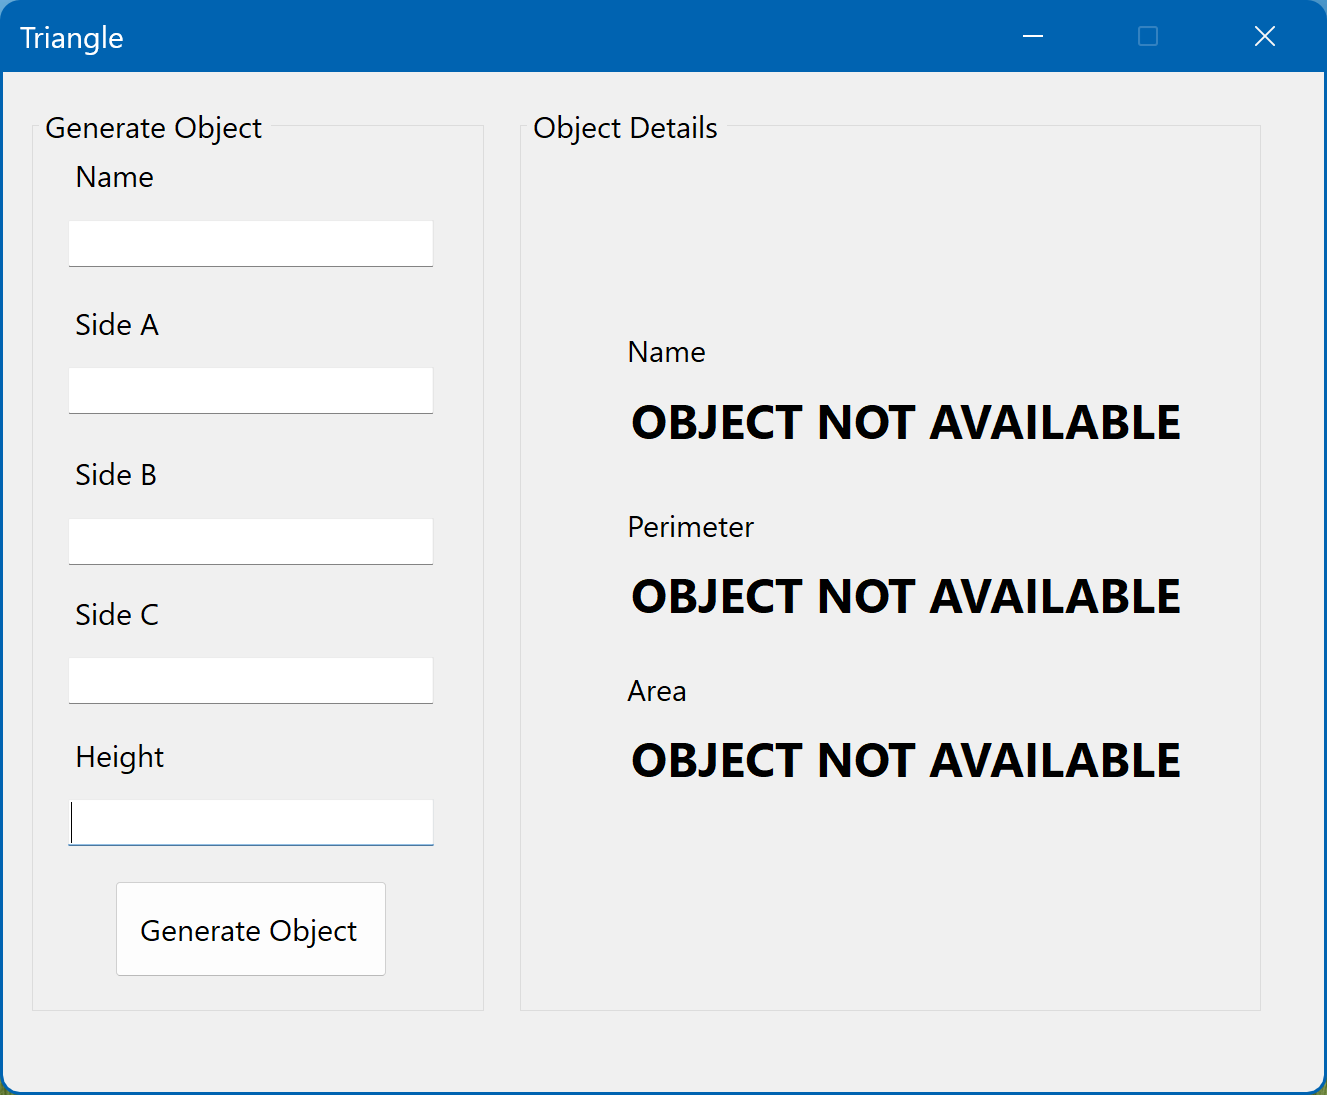 Triangle
Generate Object
Name
Side A
Side B
Side C
Height
Generate Object
Object Details
Name
OBJECT NOT AVAILABLE
Perimeter
OBJECT NOT AVAILABLE
Area
OBJECT NOT AVAILABLE